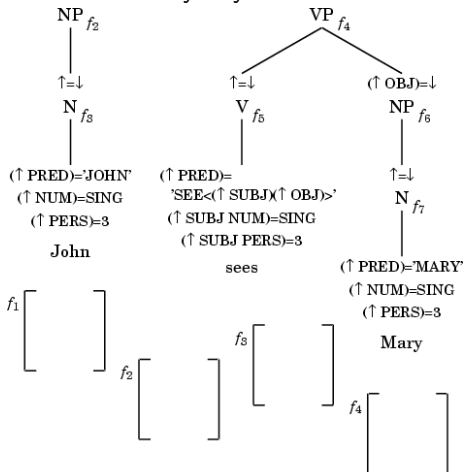 NP f₂ VP f₄
↑=↓ ↑=↓ (↑ OBJ)=↓
N f₃ V f₅ NP f₆
(↑ PRED)='JOHN' (↑ PRED)= ↑=↓
(↑ NUM)=SING 'SEE<(↑ SUBJ)(↑ OBJ)>' N f₇
(↑ PERS)=3 (↑ SUBJ NUM)=SING
John (↑ SUBJ PERS)=3
sees (↑ PRED)='MARY'
(↑ NUM)=SING
f₁ (↑ PERS)=3
f₃ Mary
f₂
f₄